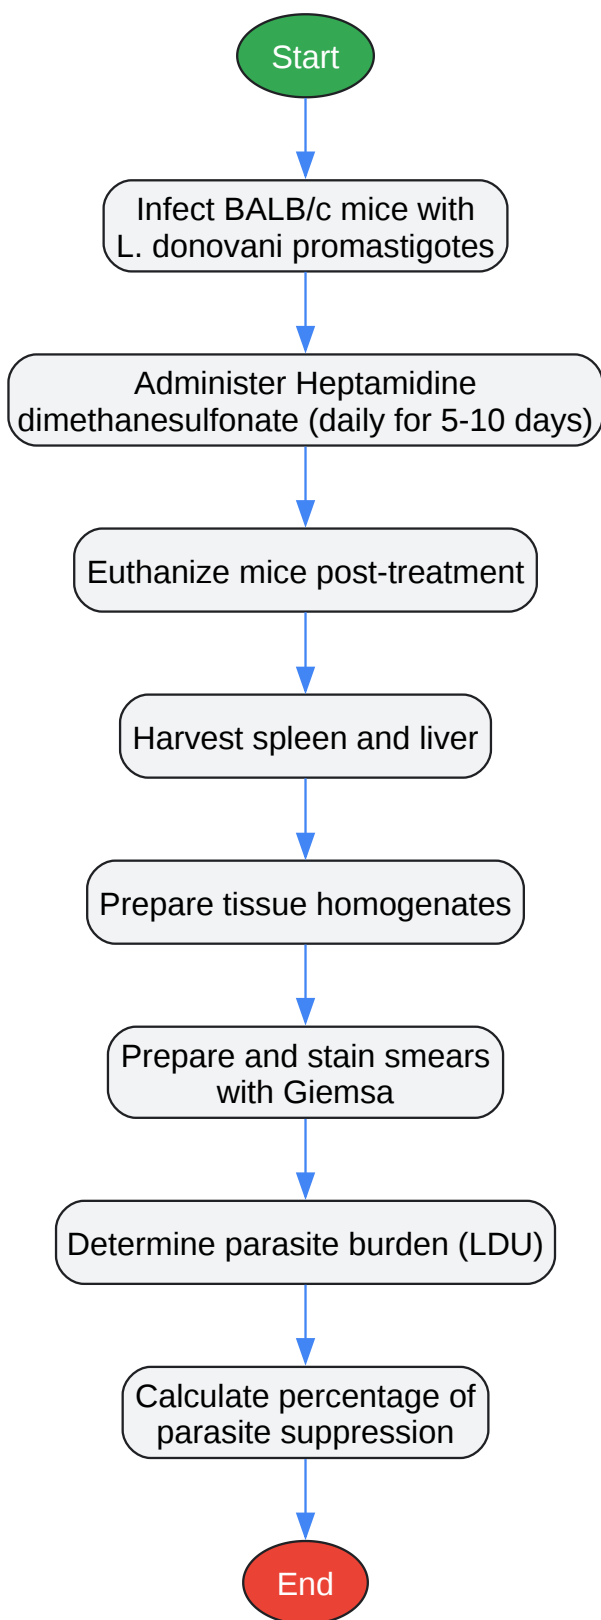 Start
Infect BALB/c mice with
L. donovani promastigotes
Administer Heptamidine
dimethanesulfonate (daily for 5-10 days)
Euthanize mice post-treatment
Harvest spleen and liver
Prepare tissue homogenates
Prepare and stain smears
with Giemsa
Determine parasite burden (LDU)
Calculate percentage of
parasite suppression
End